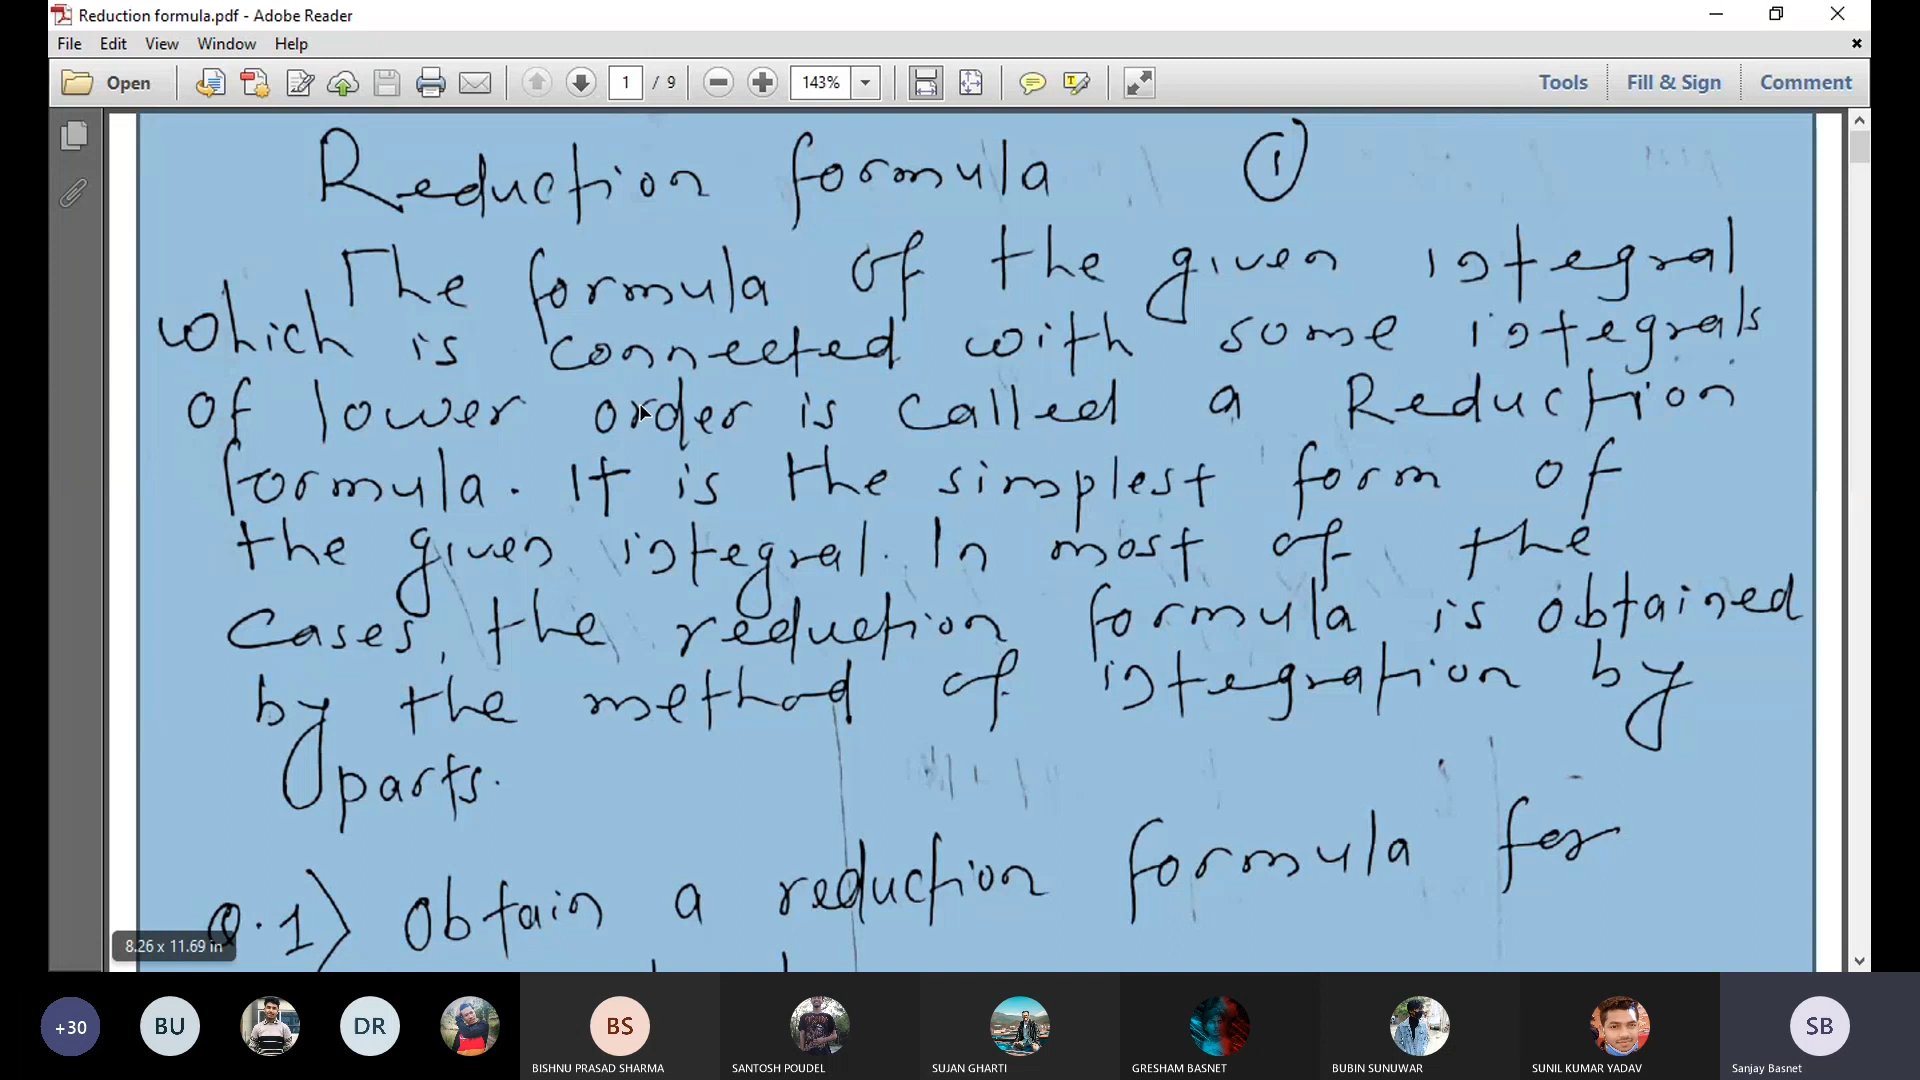 Reduction formula.pdf - Adobe Reader
File Edit View Window Help
Open 1 / 9 143% Tools Fill & Sign Comment
Reduction formula 1
The formula of the given integral
which is connected with some integrals
of lower order is called a Reduction
formula. It is the simplest form of
the given integral. In most of the
cases, the reduction formula is obtained
by the method of integration by
parts.
Q.1) Obtain a reduction formula for
8.26 x 11.69 in
+30 BU DR BS SB
BISHNU PRASAD SHARMA SANTOSH POUDEL SUJAN GHARTI GRESHAM BASNET BUBIN SUNUWAR SUNIL KUMAR YADAV Sanjay Basnet